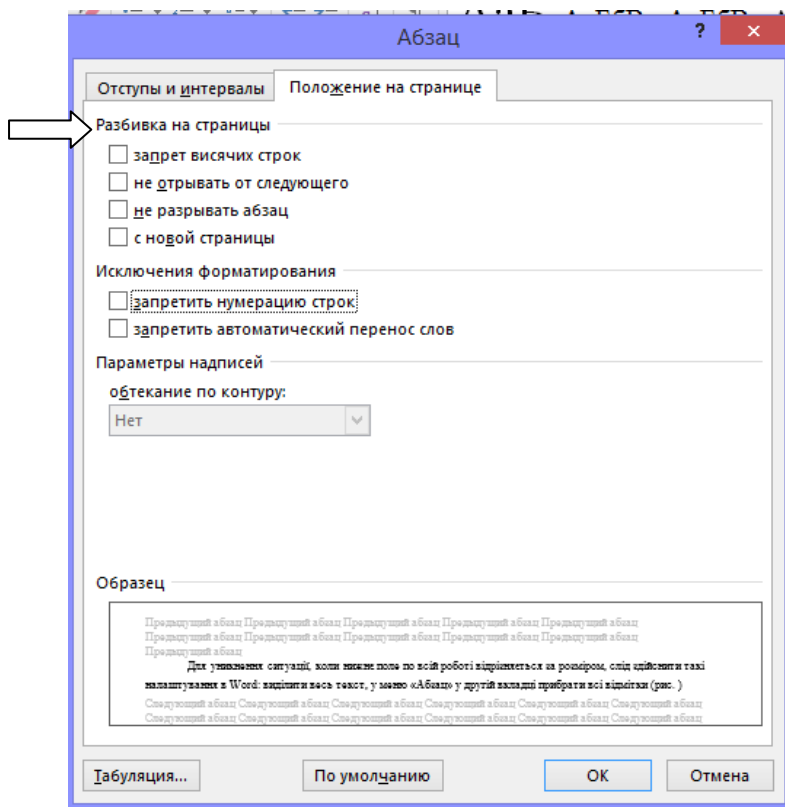 Абзац
?
Отступы и интервалы Положение на странице
Разбивка на страницы
запрет висячих строк
не отрывать от следующего
не разрывать абзац
с новой страницы
Исключения форматирования
запретить нумерацию строк
запретить автоматический перенос слов
Параметры надписей
обтекание по контуру:
Нет
Образец
Предыдущий абзац Предыдущий абзац Предыдущий абзац Предыдущий абзац Предыдущий абзац
Предыдущий абзац Предыдущий абзац Предыдущий абзац Предыдущий абзац Предыдущий абзац
Предыдущий абзац
Для уникнення ситуації, коли нижнє поле по всій роботі відрізняється за розміром, слід здійснити такі
налаштування в Word: виділити весь текст, у меню «Абзац» у другій вкладці прибрати всі відмітки (рис. )
Следующий абзац Следующий абзац Следующий абзац Следующий абзац Следующий абзац
Следующий абзац Следующий абзац Следующий абзац Следующий абзац Следующий абзац
Табуляция... По умолчанию ОК Отмена